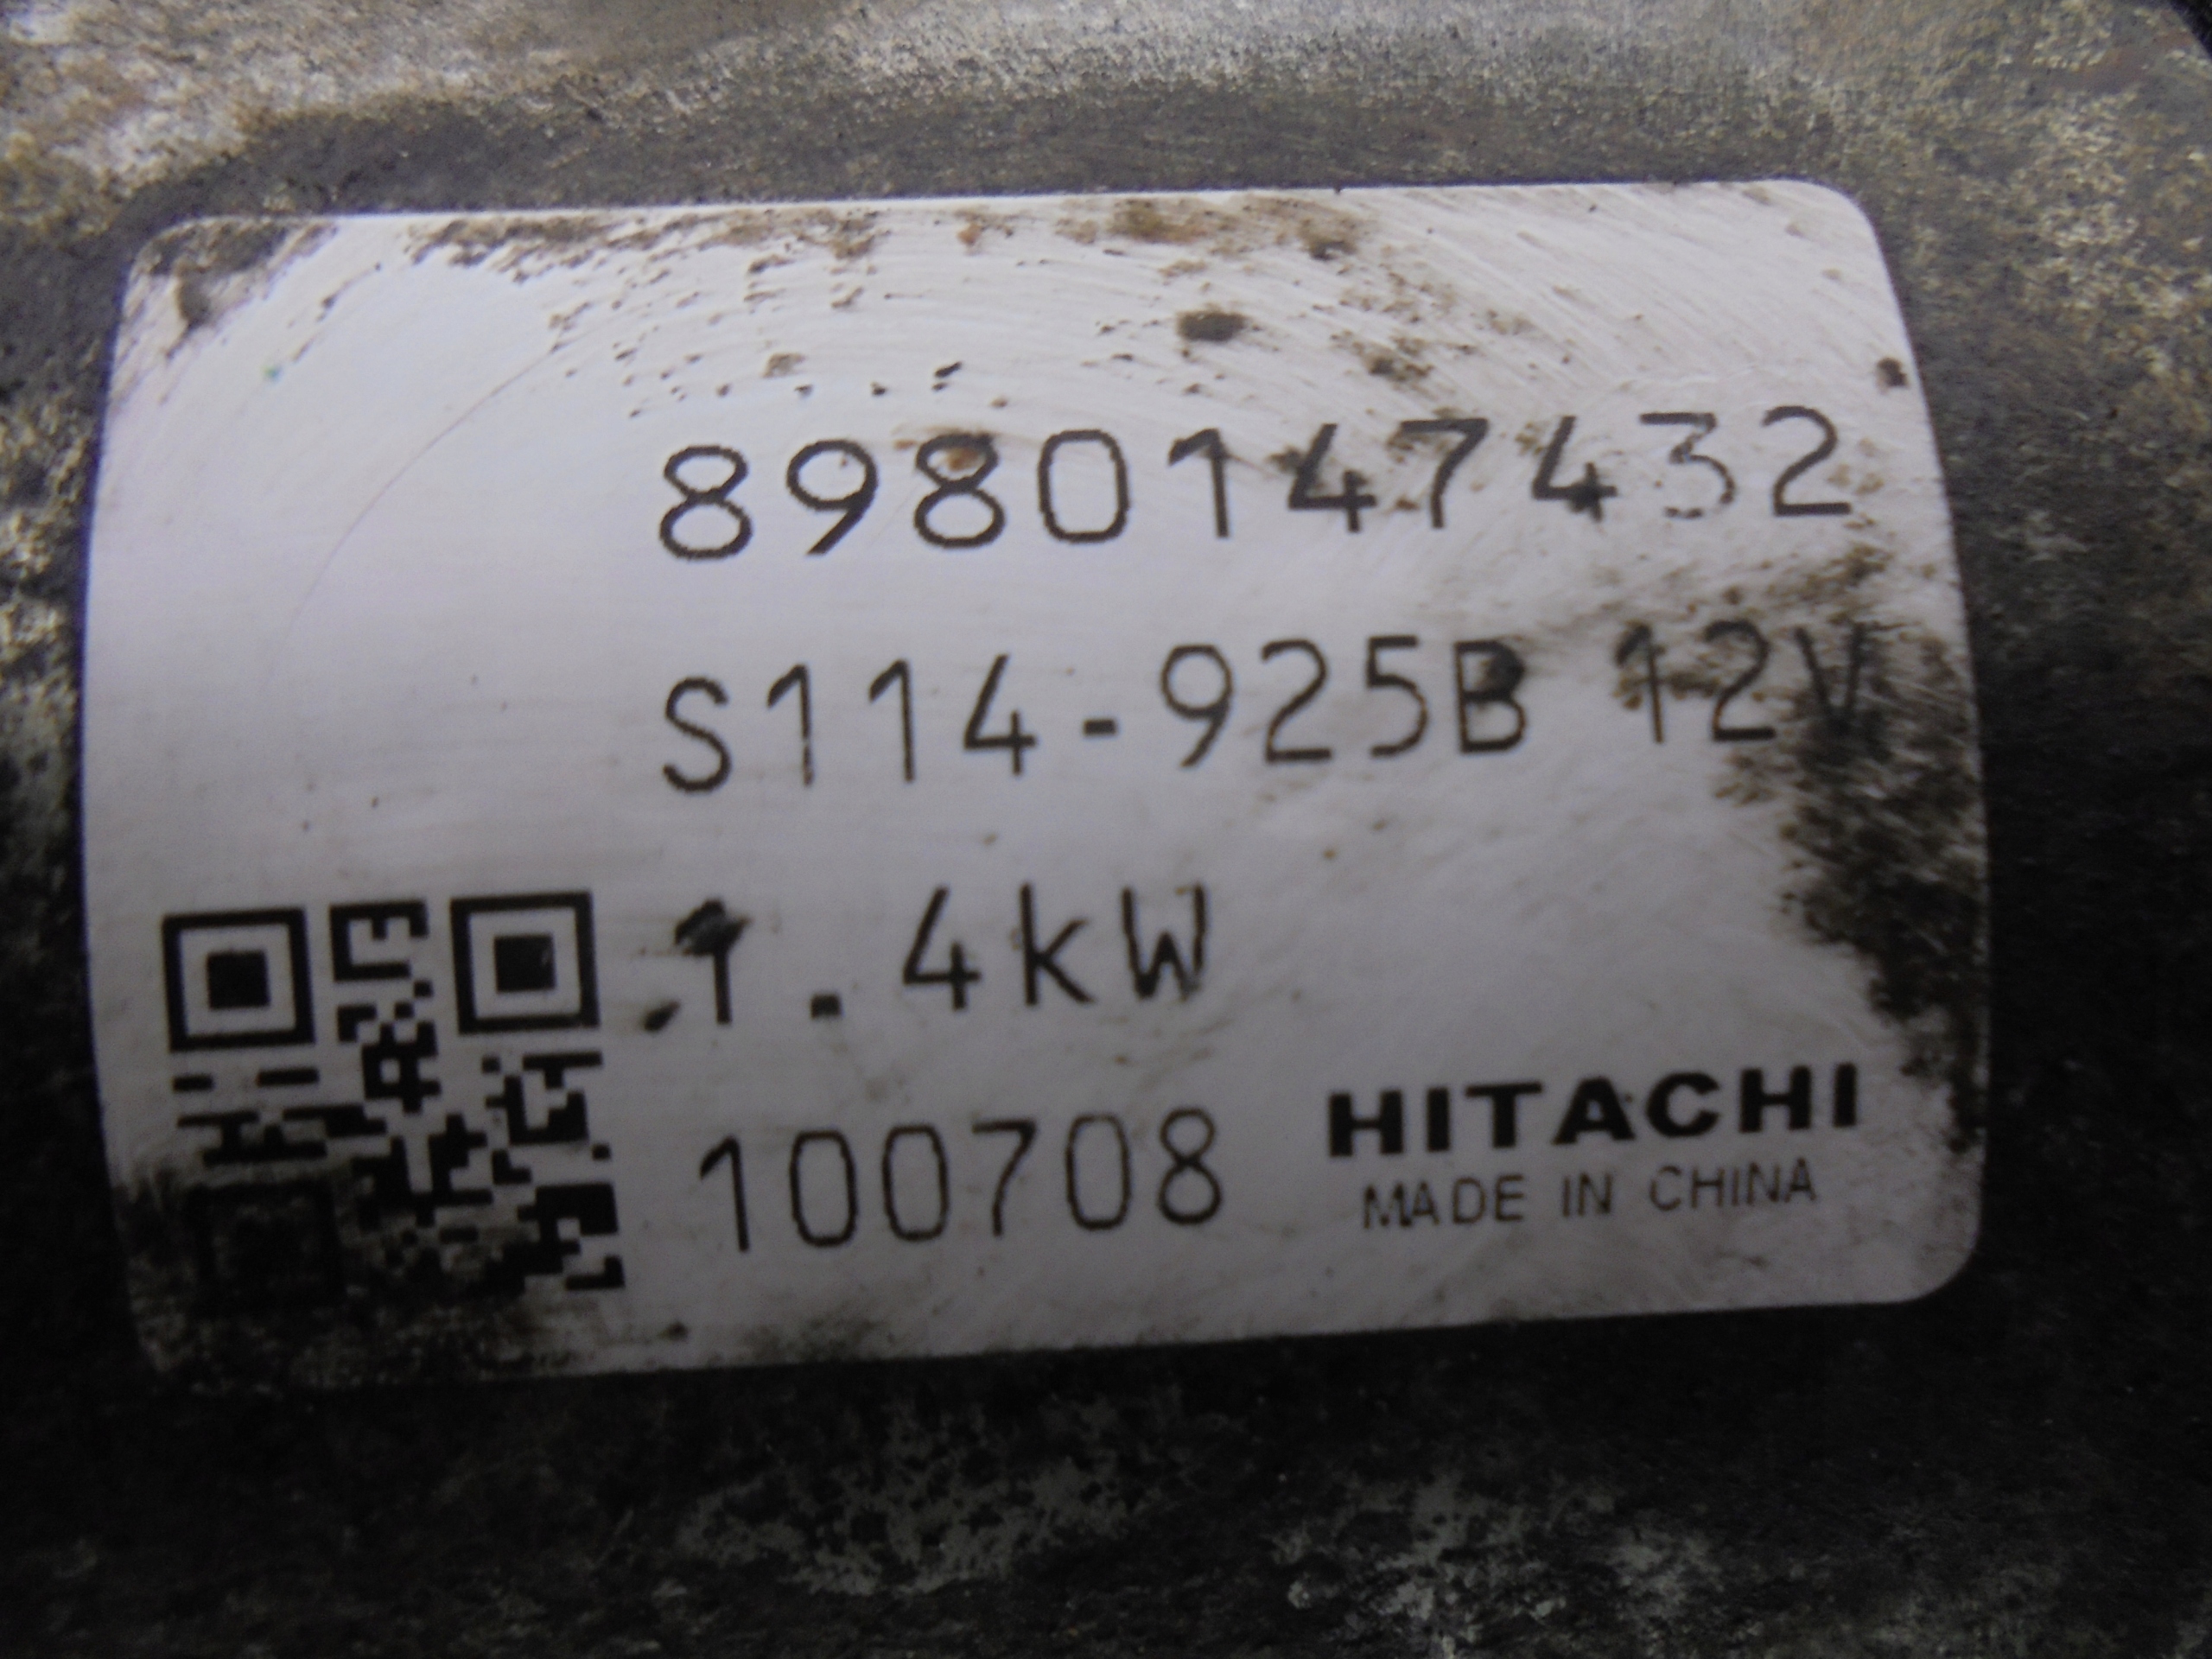 8980147432
S114-925B 12V
1.4kW
100708
HITACHI
MADE IN CHINA